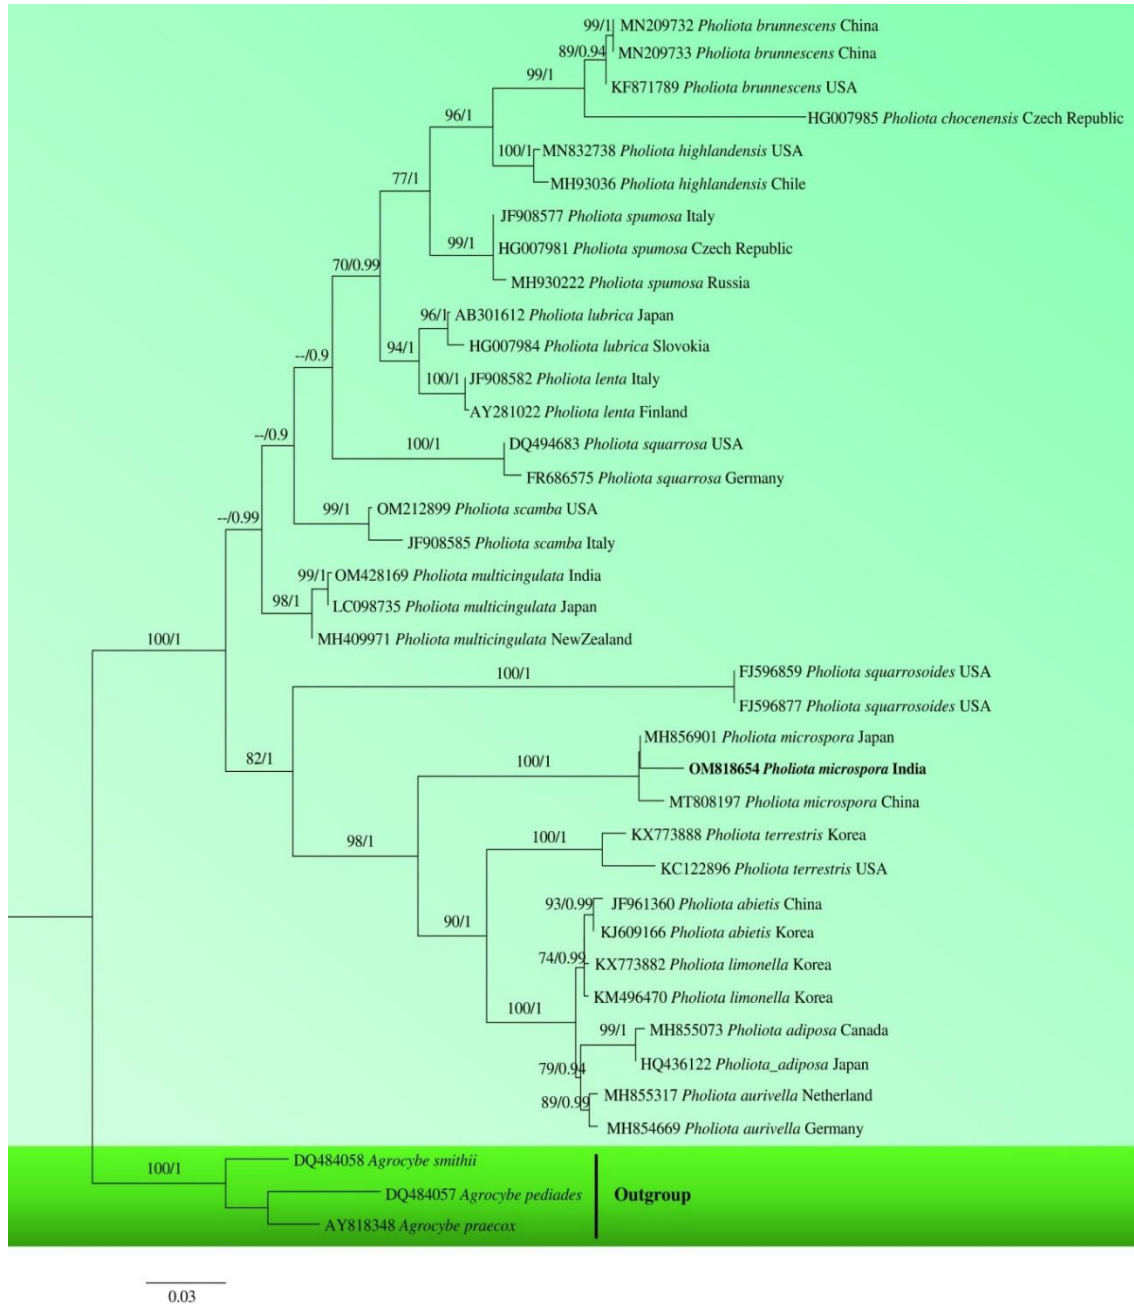 99/1
MN209732 Pholiota brunnescens China
89/0.94
MN209733 Pholiota brunnescens China
99/1
KF871789 Pholiota brunnescens USA
96/1
HG007985 Pholiota chocenensis Czech Republic
100/1
MN832738 Pholiota highlandensis USA
77/1
MH93036 Pholiota highlandensis Chile
JF908577 Pholiota spumosa Italy
99/1
HG007981 Pholiota spumosa Czech Republic
70/0.99
MH930222 Pholiota spumosa Russia
96/1
AB301612 Pholiota lubrica Japan
94/1
HG007984 Pholiota lubrica Slovokia
--/0.9
100/1
JF908582 Pholiota lenta Italy
AY281022 Pholiota lenta Finland
--/0.9
100/1
DQ494683 Pholiota squarrosa USA
FR686575 Pholiota squarrosa Germany
99/1
OM212899 Pholiota scamba USA
--/0.99
JF908585 Pholiota scamba Italy
99/1
OM428169 Pholiota multicingulata India
98/1
LC098735 Pholiota multicingulata Japan
100/1
MH409971 Pholiota multicingulata NewZealand
100/1
FJ596859 Pholiota squarrosoides USA
FJ596877 Pholiota squarrosoides USA
82/1
MH856901 Pholiota microspora Japan
100/1
OM818654 Pholiota microspora India
MT808197 Pholiota microspora China
98/1
100/1
KX773888 Pholiota terrestris Korea
KC122896 Pholiota terrestris USA
93/0.99
JF961360 Pholiota abietis China
90/1
KJ609166 Pholiota abietis Korea
74/0.99
KX773882 Pholiota limonella Korea
100/1
KM496470 Pholiota limonella Korea
99/1
MH855073 Pholiota adiposa Canada
79/0.94
HQ436122 Pholiota_adiposa Japan
89/0.99
MH855317 Pholiota aurivella Netherland
MH854669 Pholiota aurivella Germany
100/1
DQ484058 Agrocybe smithii
DQ484057 Agrocybe pediades
Outgroup
AY818348 Agrocybe praecox
0.03